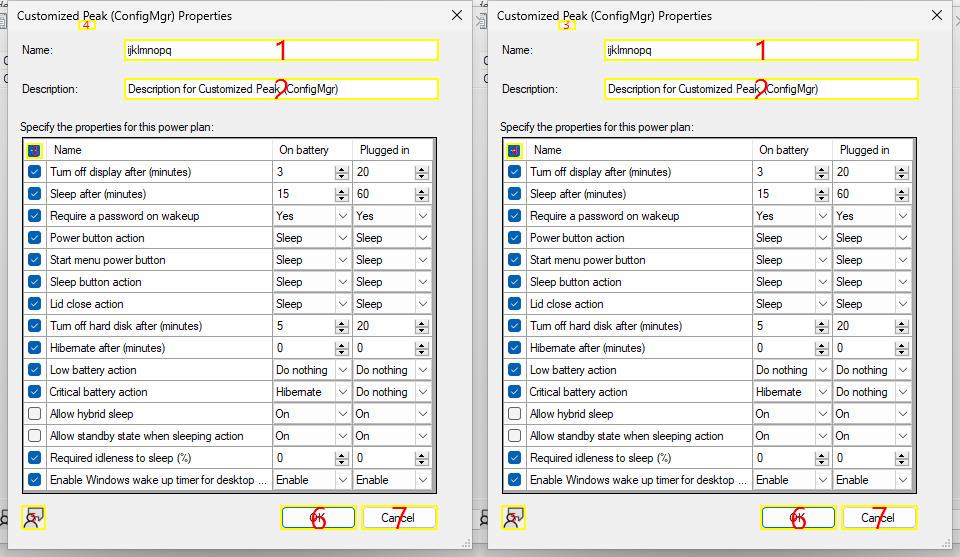 Customized Peak (ConfigMgr) Properties
4
Name: ijklmnopq 1
Description: Description for Customized Peak (ConfigMgr) 2
Specify the properties for this power plan:
Name On battery Plugged in
Turn off display after (minutes) 3 20
Sleep after (minutes) 15 60
Require a password on wakeup Yes Yes
Power button action Sleep Sleep
Start menu power button Sleep Sleep
Sleep button action Sleep Sleep
Lid close action Sleep Sleep
Turn off hard disk after (minutes) 5 20
Hibernate after (minutes) 0 0
Low battery action Do nothing Do nothing
Critical battery action Hibernate Do nothing
Allow hybrid sleep On On
Allow standby state when sleeping action On On
Required idleness to sleep (%) 0 0
Enable Windows wake up timer for desktop ... Enable Enable
OK 6 Cancel 7
Customized Peak (ConfigMgr) Properties
3
Name: ijklmnopq 1
Description: Description for Customized Peak (ConfigMgr) 2
Specify the properties for this power plan:
Name On battery Plugged in
Turn off display after (minutes) 3 20
Sleep after (minutes) 15 60
Require a password on wakeup Yes Yes
Power button action Sleep Sleep
Start menu power button Sleep Sleep
Sleep button action Sleep Sleep
Lid close action Sleep Sleep
Turn off hard disk after (minutes) 5 20
Hibernate after (minutes) 0 0
Low battery action Do nothing Do nothing
Critical battery action Hibernate Do nothing
Allow hybrid sleep On On
Allow standby state when sleeping action On On
Required idleness to sleep (%) 0 0
Enable Windows wake up timer for desktop ... Enable Enable
OK 6 Cancel 7